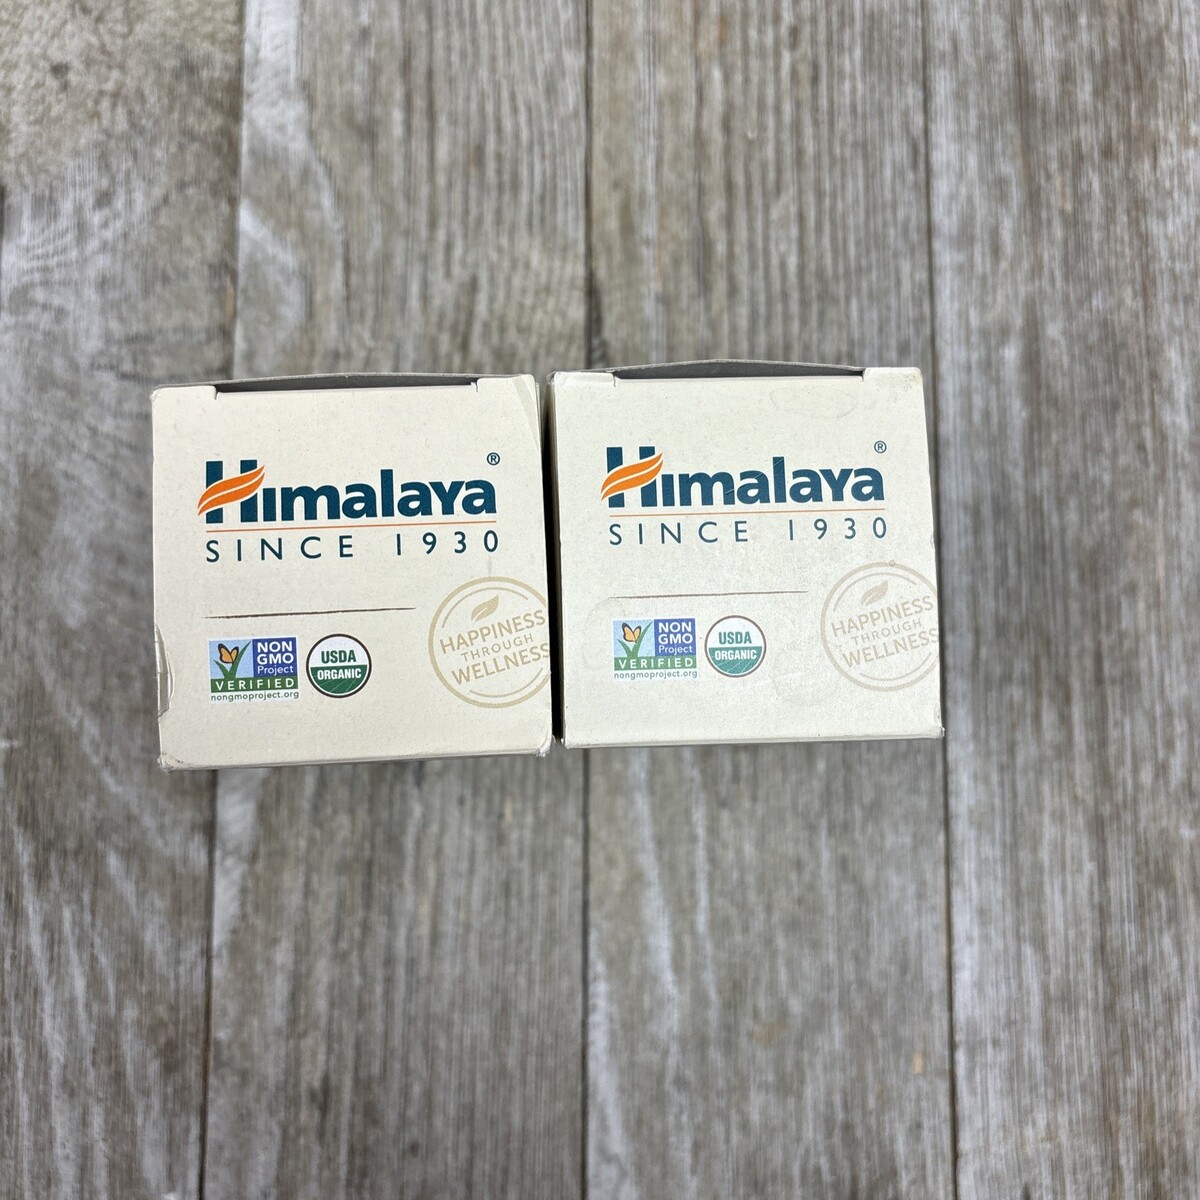 Himalaya®
SINCE 1930
HAPPINESS
THROUGH
WELLNESS
NON
GMO
Project
VERIFIED
nongmoproject.org
USDA
ORGANIC
Himalaya®
SINCE 1930
HAPPINESS
THROUGH
WELLNESS
NON
GMO
Project
VERIFIED
nongmoproject.org
USDA
ORGANIC